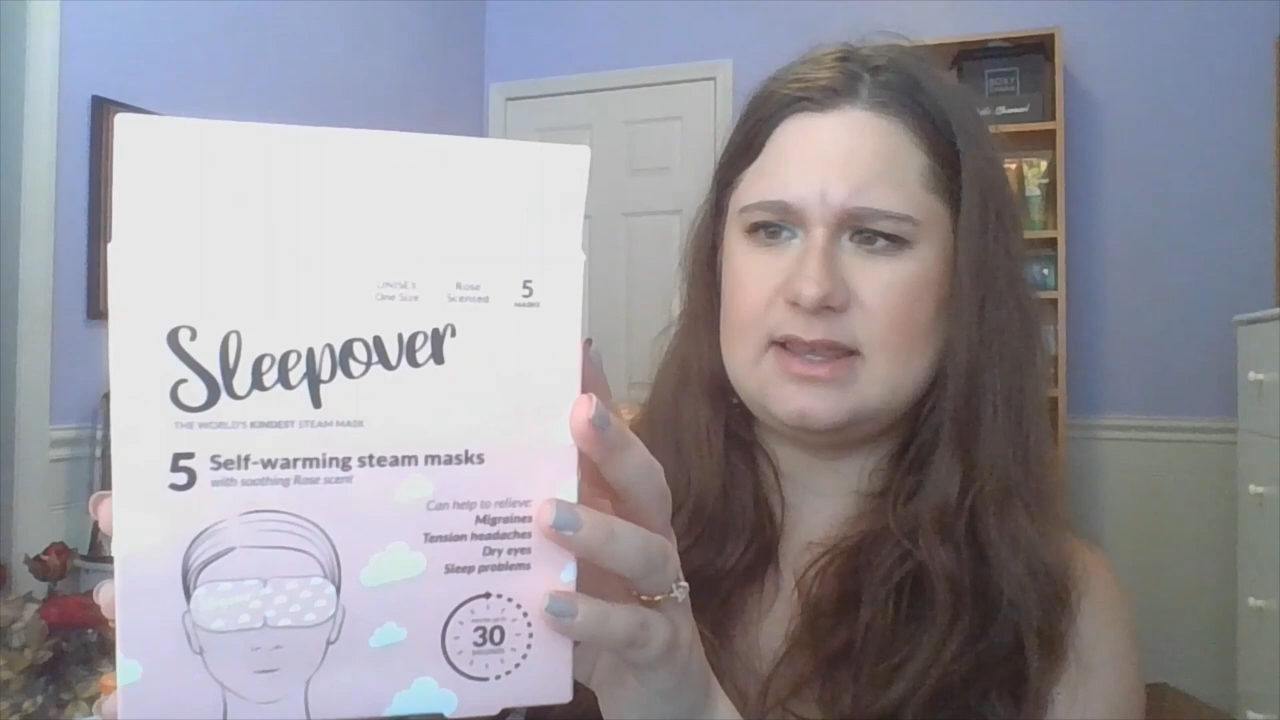 UNISEX
One Size
Rose
Scented
5
MASKS
Sleepover
THE WORLD'S KINDEST STEAM MASK
5 Self-warming steam masks
with soothing Rose scent
Can help to relieve:
Migraines
Tension headaches
Dry eyes
Sleep problems
30
BOXY